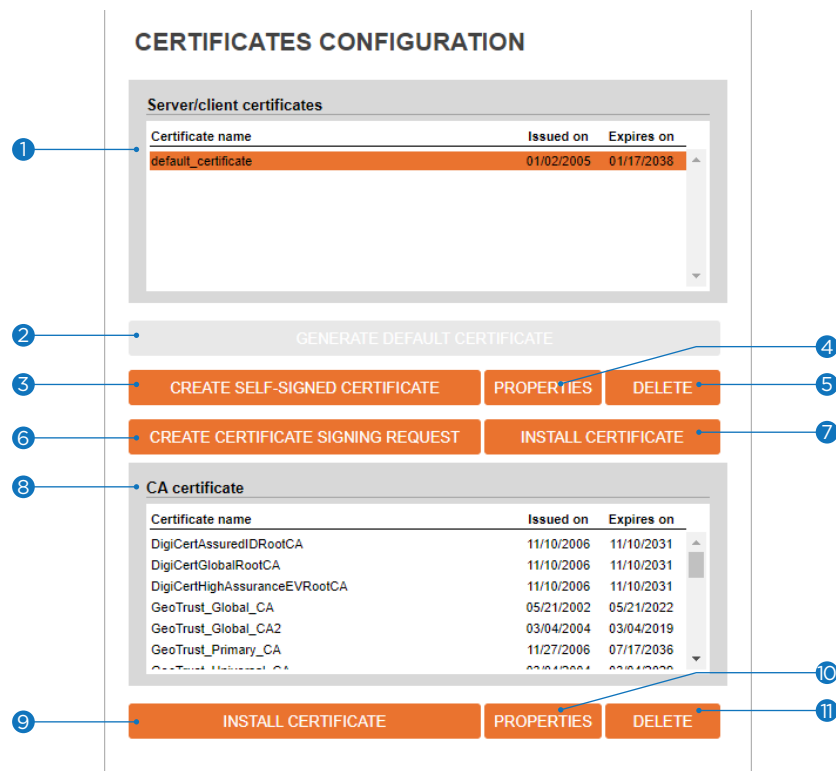 CERTIFICATES CONFIGURATION
Server/client certificates
Certificate name Issued on Expires on
1
default_certificate 01/02/2005 01/17/2038
2 GENERATE DEFAULT CERTIFICATE
4
3 CREATE SELF-SIGNED CERTIFICATE PROPERTIES DELETE 5
6 CREATE CERTIFICATE SIGNING REQUEST INSTALL CERTIFICATE 7
8 CA certificate
Certificate name Issued on Expires on
DigiCertAssuredIDRootCA 11/10/2006 11/10/2031
DigiCertGlobalRootCA 11/10/2006 11/10/2031
DigiCertHighAssuranceEVRootCA 11/10/2006 11/10/2031
GeoTrust_Global_CA 05/21/2002 05/21/2022
GeoTrust_Global_CA2 03/04/2004 03/04/2019
GeoTrust_Primary_CA 11/27/2006 07/17/2036
10
9 INSTALL CERTIFICATE PROPERTIES DELETE 11